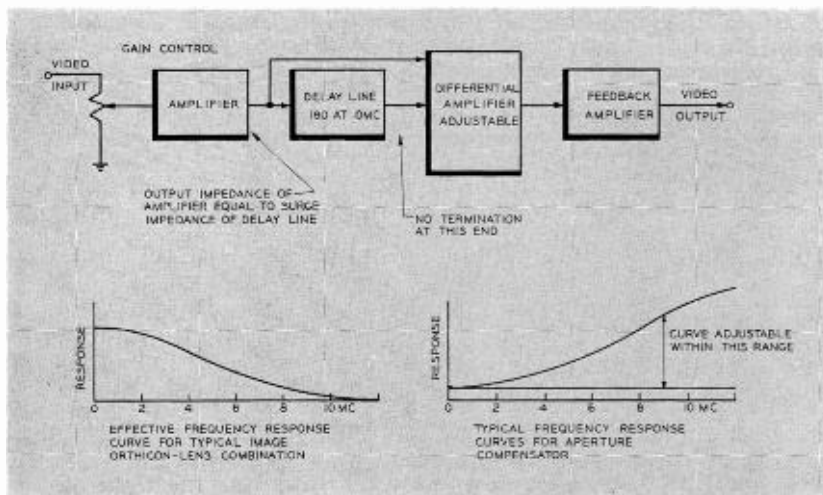 GAIN CONTROL
VIDEO
INPUT
AMPLIFIER
DELAY LINE
180 AT .0MC
DIFFERENTIAL
AMPLIFIER
ADJUSTABLE
FEEDBACK
AMPLIFIER
VIDEO
OUTPUT
OUTPUT IMPEDANCE OF
AMPLIFIER EQUAL TO SURGE
IMPEDANCE OF DELAY LINE
NO TERMINATION
AT THIS END
RESPONSE
0 2 4 6 8 10 MC
EFFECTIVE FREQUENCY RESPONSE
CURVE FOR TYPICAL IMAGE
ORTHICON-LENS COMBINATION
RESPONSE
CURVE ADJUSTABLE
WITHIN THIS RANGE
0 2 4 6 8 10 MC
TYPICAL FREQUENCY RESPONSE
CURVES FOR APERTURE
COMPENSATOR